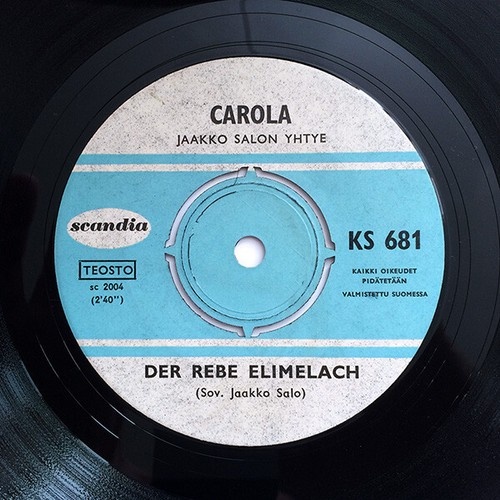 CAROLA
JAAKKO SALON YHTYE
scandia
KS 681
TEOSTO
sc 2004
(2'40")
KAIKKI OIKEUDET
PIDÄTETÄÄN
VALMISTETTU SUOMESSA
DER REBE ELIMELACH
(Sov. Jaakko Salo)